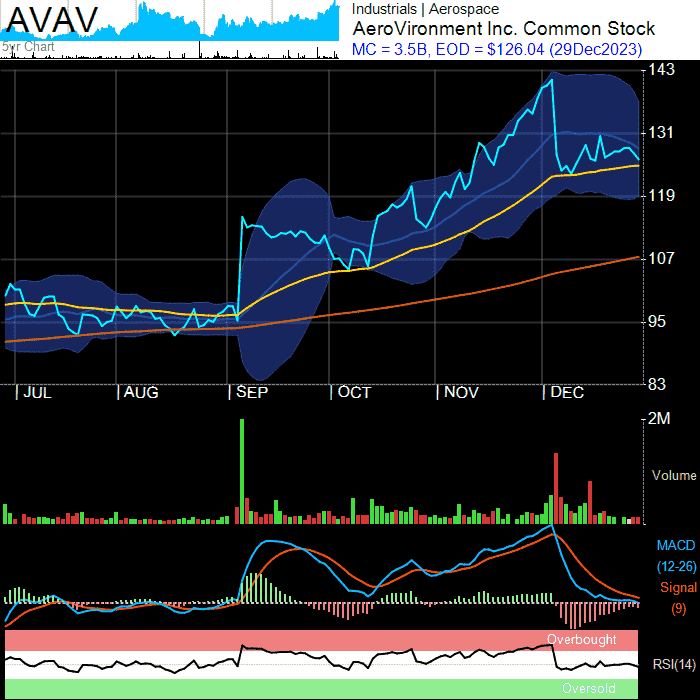 AVAV
5yr Chart
Industrials | Aerospace
AeroVironment Inc. Common Stock
MC = 3.5B, EOD = $126.04 (29Dec2023)
143
131
119
107
95
83
| JUL | AUG | SEP | OCT | NOV | DEC
2M
Volume
MACD
(12-26)
Signal
(9)
Overbought
RSI(14)
Oversold